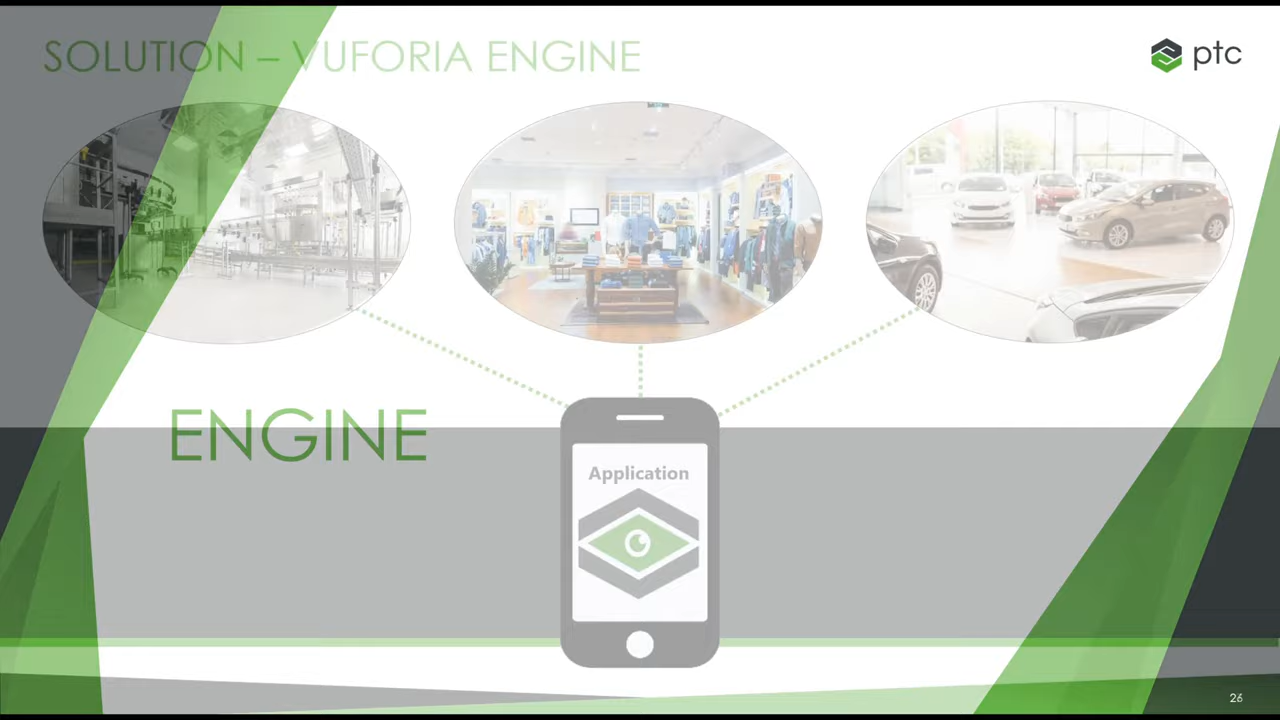 SOLUTION – VUFORIA ENGINE
ptc
ENGINE
Application
26